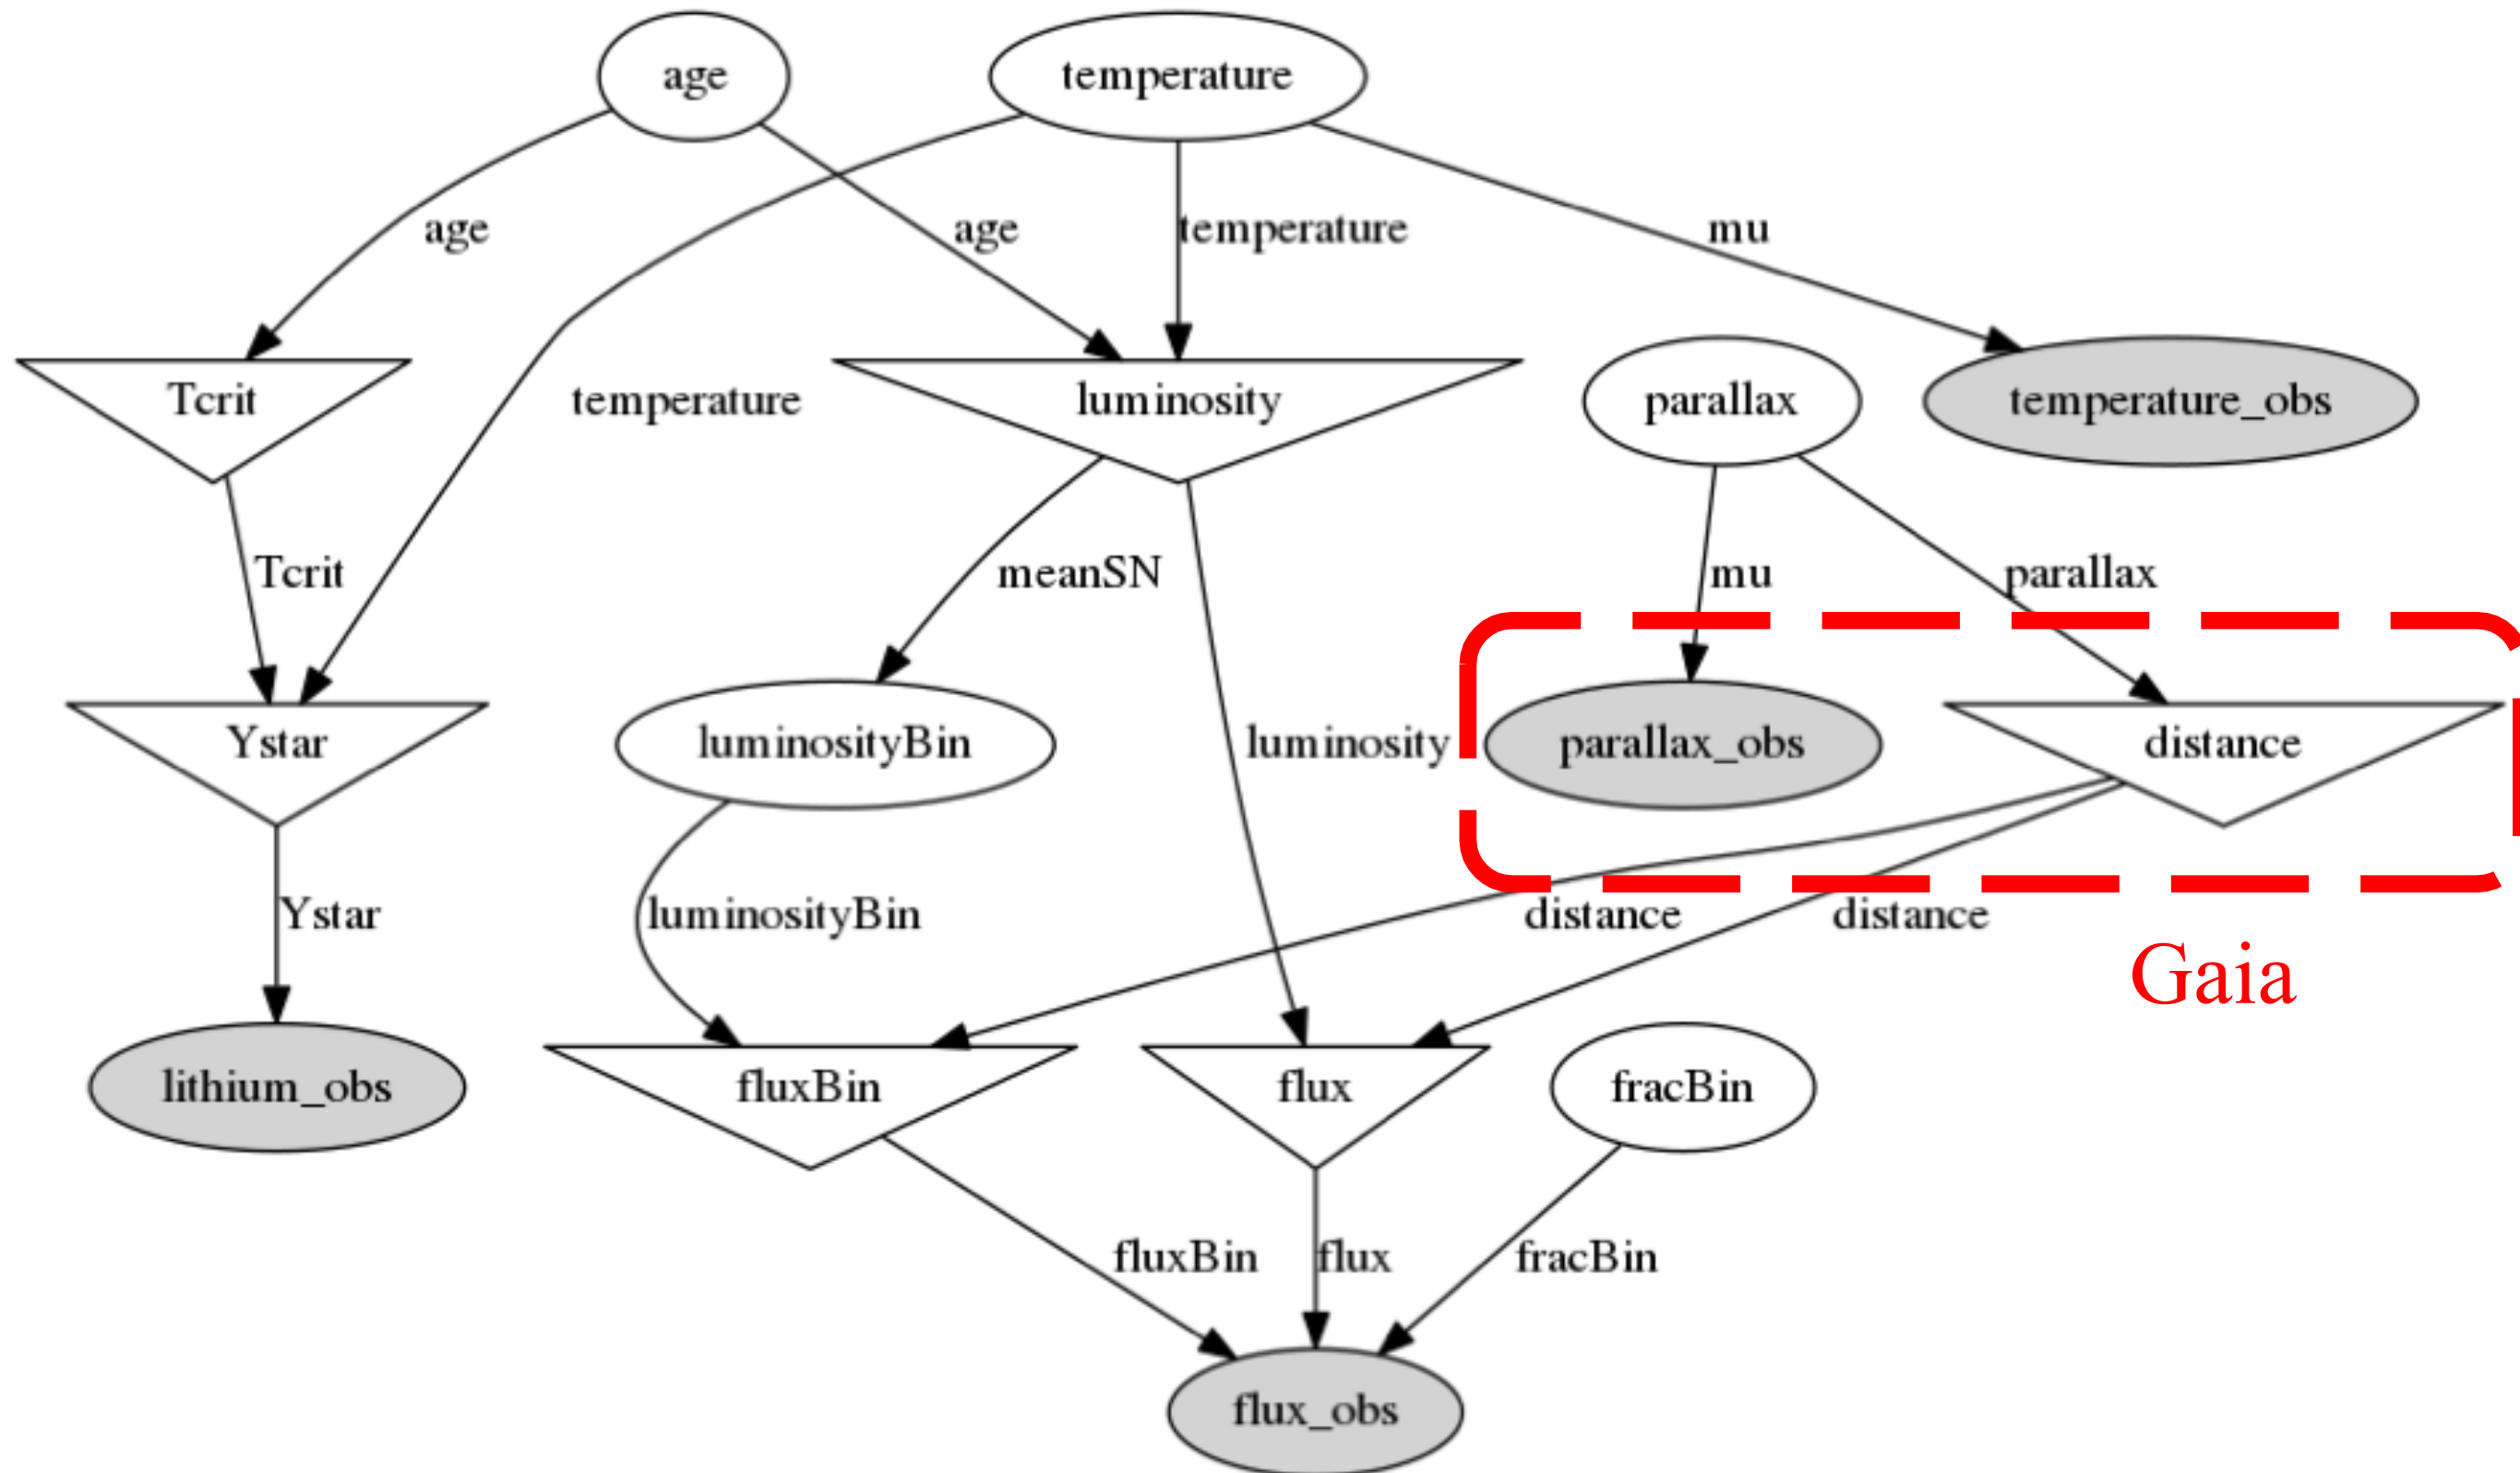 age
temperature
age
age
temperature
mu
Tcrit
temperature
luminosity
parallax
temperature_obs
Tcrit
meanSN
mu
parallax
Ystar
luminosityBin
luminosity
parallax_obs
distance
Ystar
luminosityBin
distance
distance
Gaia
lithium_obs
fluxBin
flux
fracBin
fluxBin
flux
fracBin
flux_obs